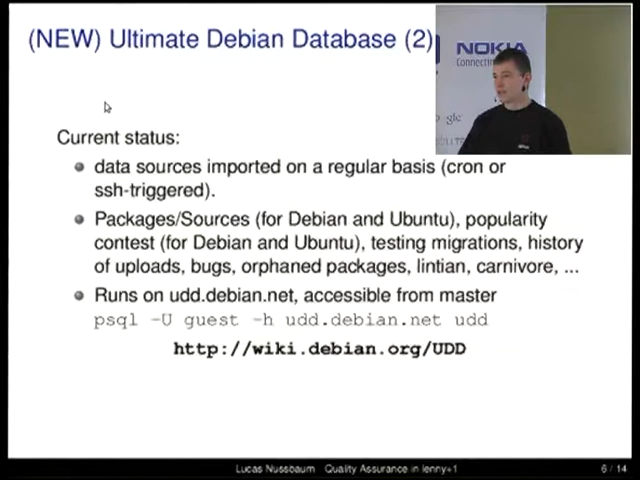 (NEW) Ultimate Debian Database (2)
NOKIA
Connecting
gle
Current status:
data sources imported on a regular basis (cron or
ssh-triggered).
Packages/Sources (for Debian and Ubuntu), popularity
contest (for Debian and Ubuntu), testing migrations, history
of uploads, bugs, orphaned packages, lintian, carnivore, ...
Runs on udd.debian.net, accessible from master
psql -U guest -h udd.debian.net udd
http://wiki.debian.org/UDD
Lucas Nussbaum Quality Assurance in lenny+1
6 / 14